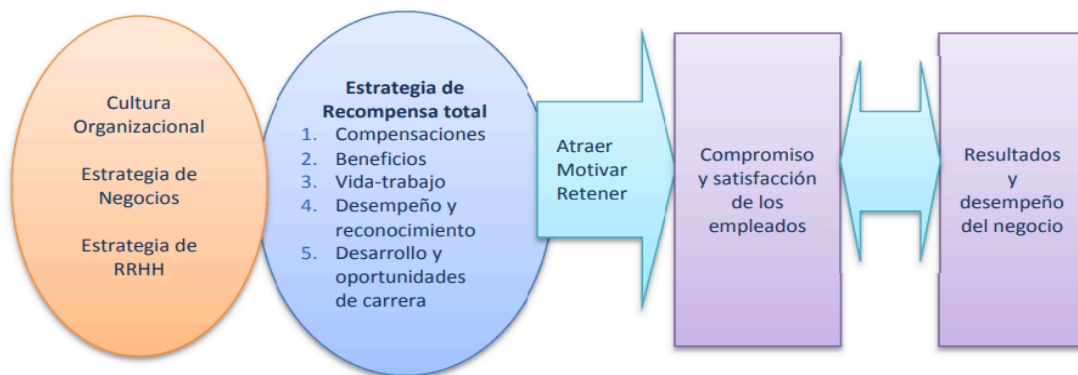 Cultura
Organizacional
Estrategia de
Negocios
Estrategia de
RRHH
Estrategia de
Recompensa total
1. Compensaciones
2. Beneficios
3. Vida-trabajo
4. Desempeño y
reconocimiento
5. Desarrollo y
oportunidades
de carrera
Atraer
Motivar
Retener
Compromiso
y satisfacción
de los
empleados
Resultados
y
desempeño
del negocio